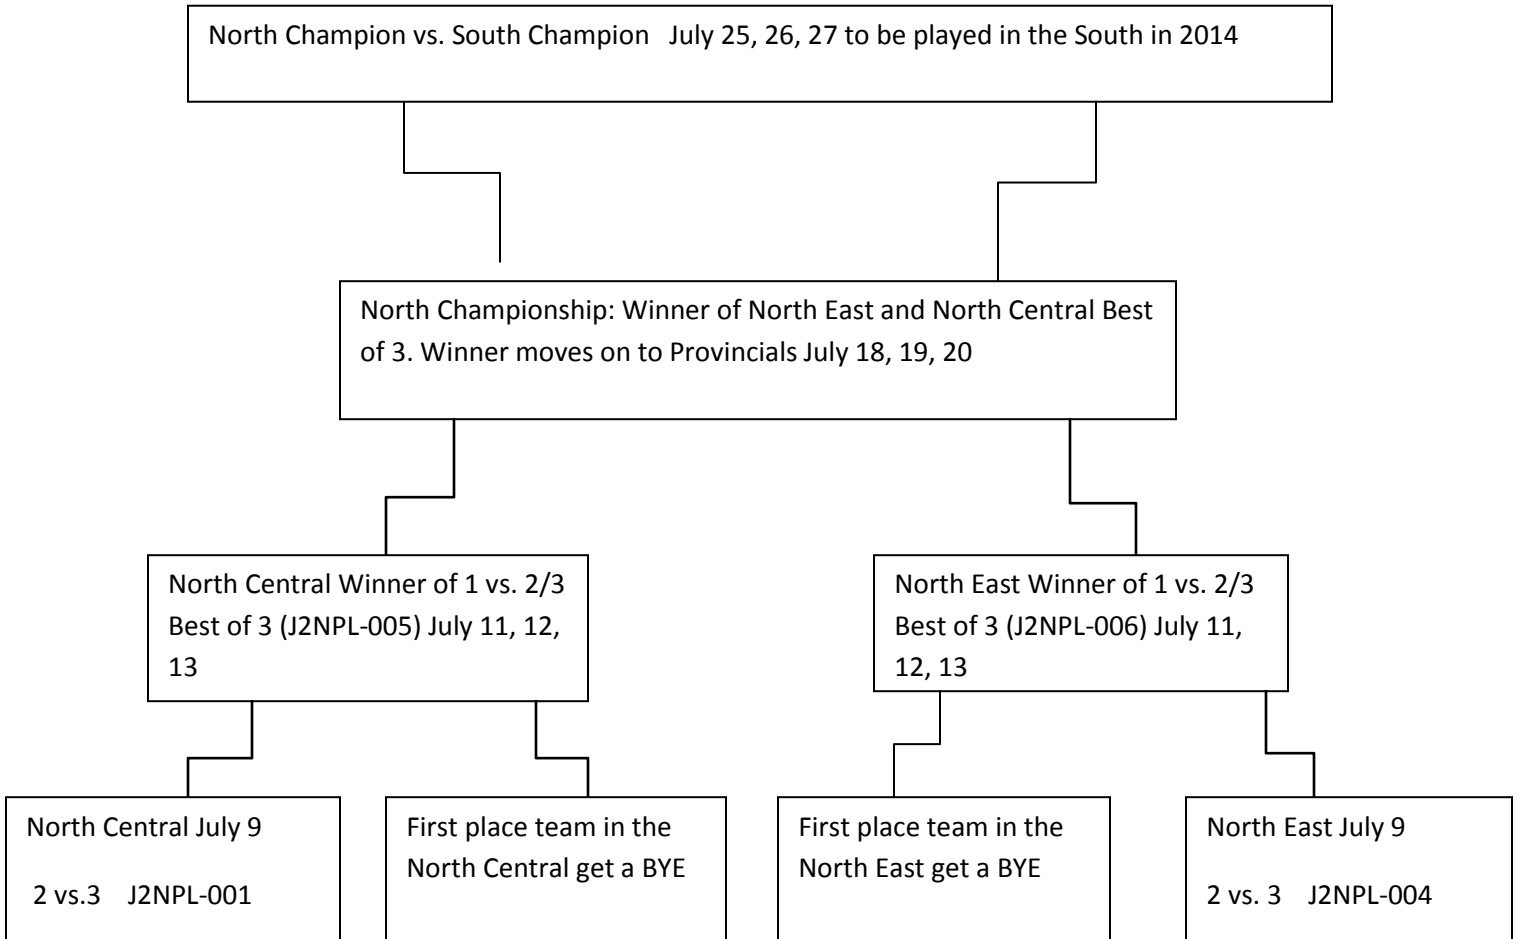 North Champion vs. South Champion   July 25, 26, 27 to be played in the South in 2014
North Championship: Winner of North East and North Central Best
of 3. Winner moves on to Provincials July 18, 19, 20
North Central Winner of 1 vs. 2/3
Best of 3 (J2NPL-005) July 11, 12,
13
North East Winner of 1 vs. 2/3
Best of 3 (J2NPL-006) July 11,
12, 13
North Central July 9
2 vs.3    J2NPL-001
First place team in the
North Central get a BYE
First place team in the
North East get a BYE
North East July 9
2 vs. 3    J2NPL-004